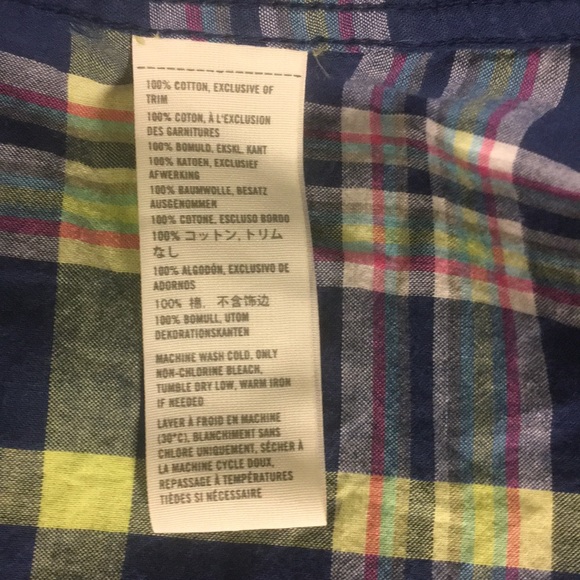 100% COTTON, EXCLUSIVE OF
TRIM
100% COTON, À L'EXCLUSION
DES GARNITURES
100% BOMULD, EKSKL, KANT
100% KATOEN, EXCLUSIEF
AFWERKING
100% BAUMWOLLE, BESATZ
AUSGENOMMEN
100% COTONE, ESCLUSO BORDO
100% コットン, トリム
なし
100% ALGODÓN, EXCLUSIVO DE
ADORNOS
100% 棉, 不含饰边
100% BOMULL, UTOM
DEKORATIONSKANTEN
MACHINE WASH COLD, ONLY
NON-CHLORINE BLEACH,
TUMBLE DRY LOW, WARM IRON
IF NEEDED
LAVER À FROID EN MACHINE
(30°C), BLANCHIMENT SANS
CHLORE UNIQUEMENT, SÉCHER À
LA MACHINE CYCLE DOUX,
REPASSAGE À TEMPÉRATURES
TIÈDES SI NÉCESSAIRE